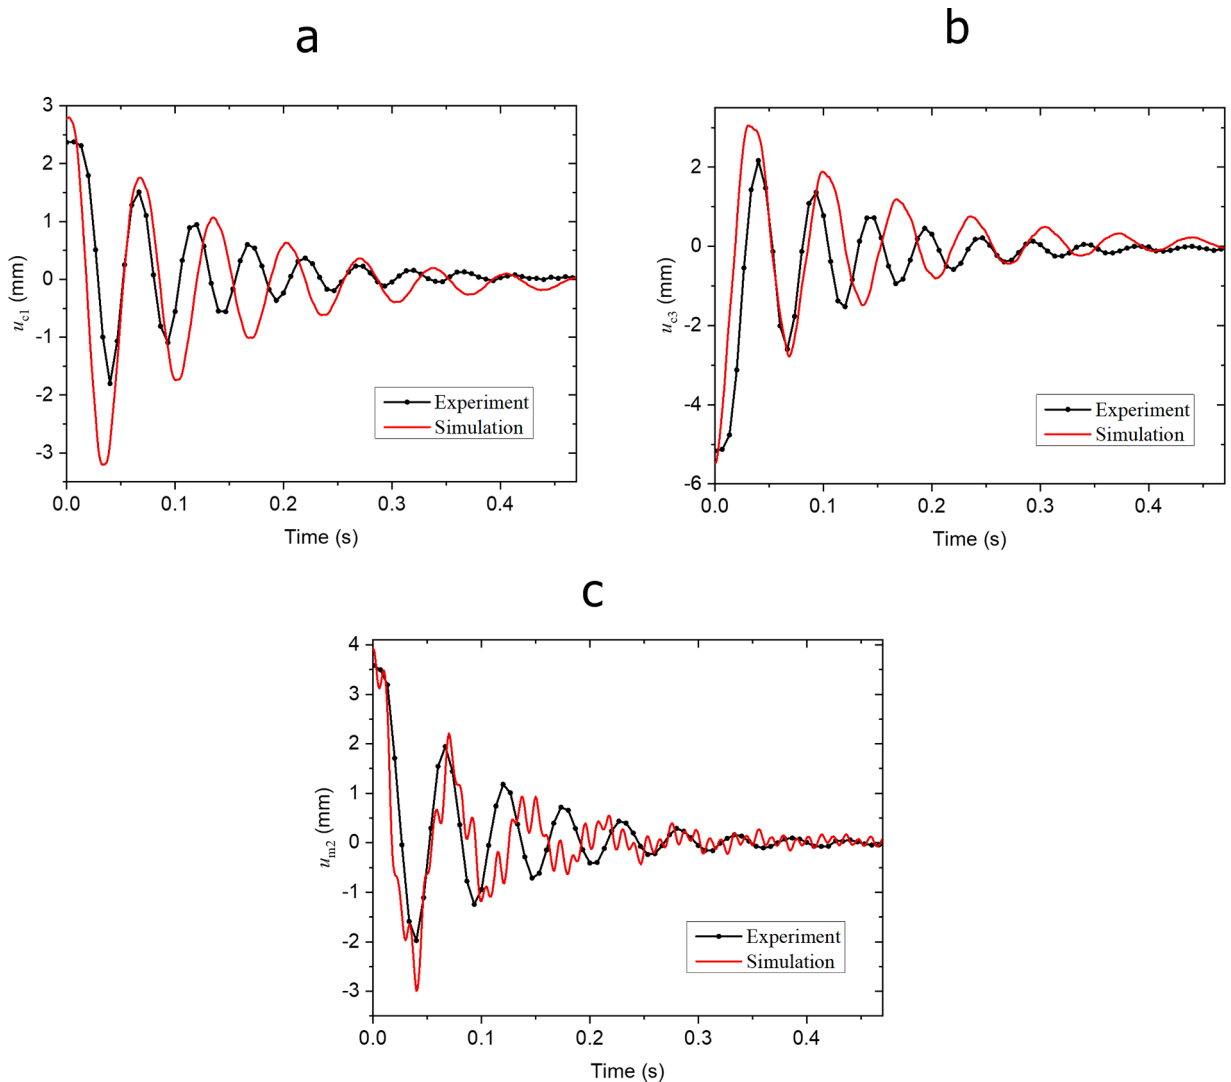 a
3
2
1
0
-1
-2
-3
u_c1 (mm)
Experiment
Simulation
0.0 0.1 0.2 0.3 0.4
Time (s)
b
2
0
-2
-4
-6
u_c3 (mm)
Experiment
Simulation
0.0 0.1 0.2 0.3 0.4
Time (s)
c
4
3
2
1
0
-1
-2
-3
u_m2 (mm)
Experiment
Simulation
0.0 0.1 0.2 0.3 0.4
Time (s)